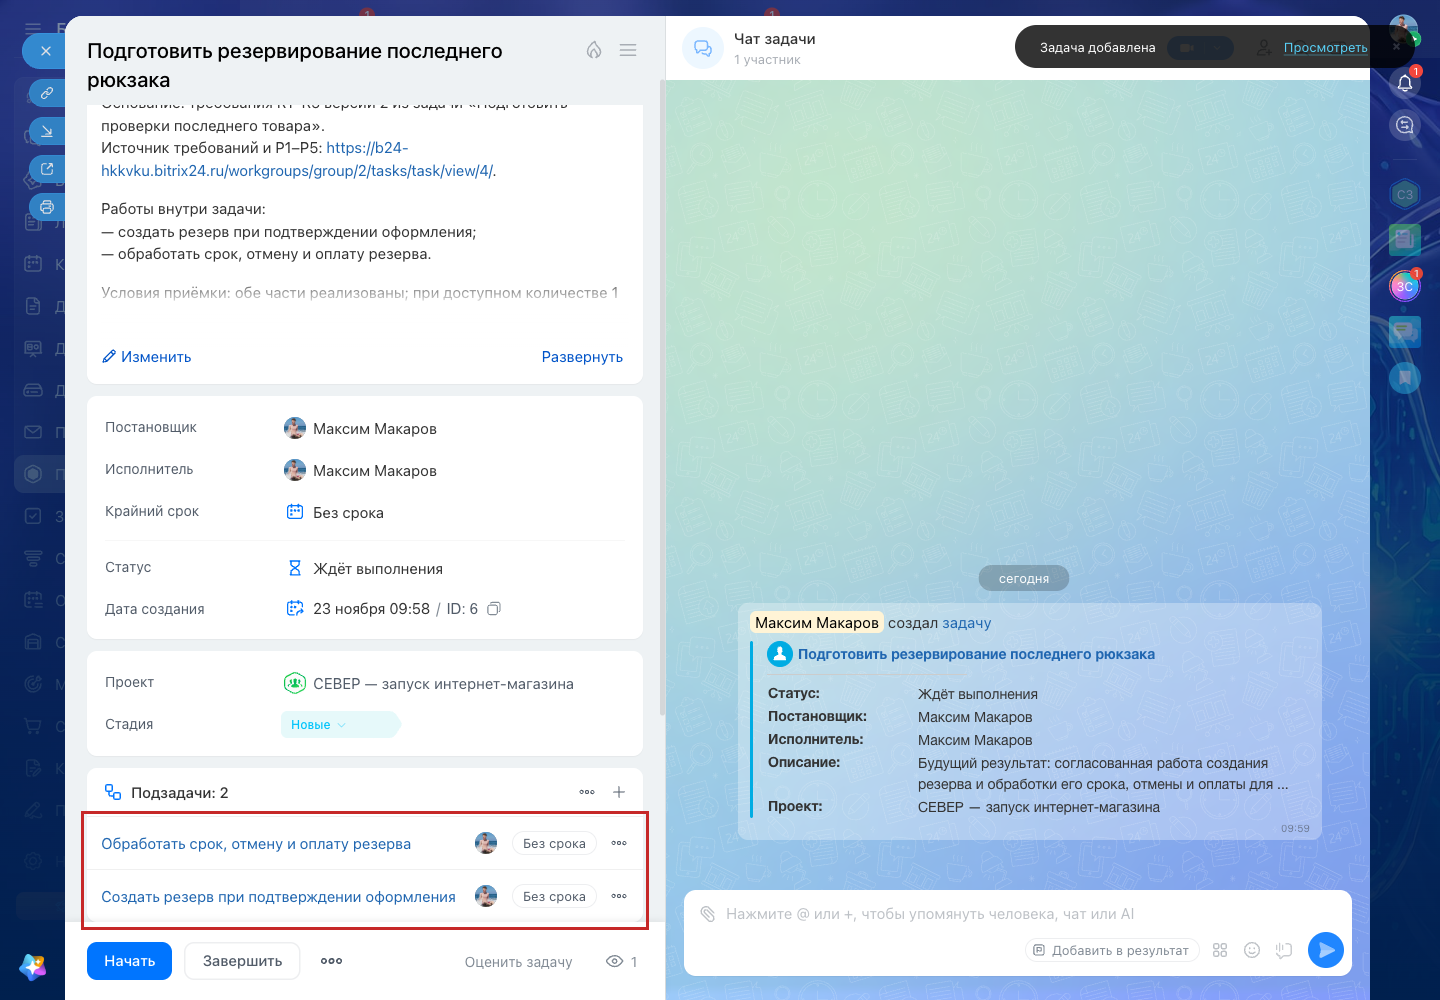 Подготовить резервирование последнего
рюкзака
проверки последнего товара».
Источник требований и Р1–Р5: https://b24-
hkkvku.bitrix24.ru/workgroups/group/2/tasks/task/view/4/.
Работы внутри задачи:
— создать резерв при подтверждении оформления;
— обработать срок, отмену и оплату резерва.
Условия приёмки: обе части реализованы; при доступном количестве 1
Изменить
Развернуть
Постановщик
Максим Макаров
Исполнитель
Максим Макаров
Крайний срок
Без срока
Статус
Ждёт выполнения
Дата создания
23 ноября 09:58 / ID: 6
Проект
СЕВЕР — запуск интернет-магазина
Стадия
Новые
Подзадачи: 2
Обработать срок, отмену и оплату резерва
Без срока
Создать резерв при подтверждении оформления
Без срока
Начать
Завершить
Оценить задачу
1
Чат задачи
1 участник
Задача добавлена
Просмотреть
сегодня
Максим Макаров создал задачу
Подготовить резервирование последнего рюкзака
Статус: Ждёт выполнения
Постановщик: Максим Макаров
Исполнитель: Максим Макаров
Описание: Будущий результат: согласованная работа создания
резерва и обработки его срока, отмены и оплаты для ...
Проект: СЕВЕР — запуск интернет-магазина
09:59
Нажмите @ или +, чтобы упомянуть человека, чат или AI
Добавить в результат
1
СЗ
ЗС
1